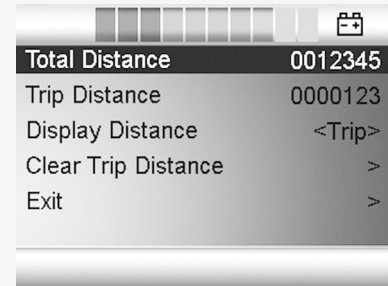 Total Distance 0012345
Trip Distance 0000123
Display Distance <Trip>
Clear Trip Distance >
Exit >